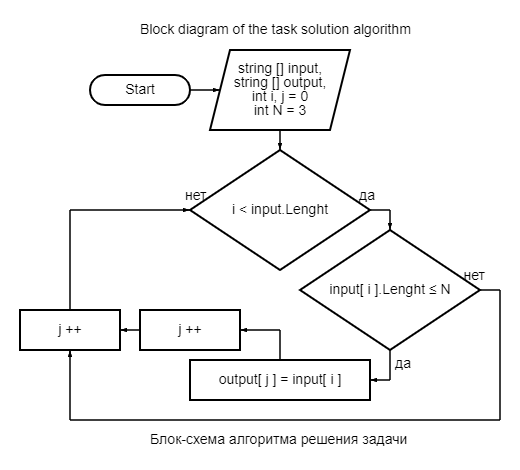 Block diagram of the task solution algorithm
Start
string [] input,
string [] output,
int i, j = 0
int N = 3
нет
i < input.Lenght
да
input[ i ].Lenght ≤ N
нет
j ++
j ++
да
output[ j ] = input[ i ]
Блок-схема алгоритма решения задачи